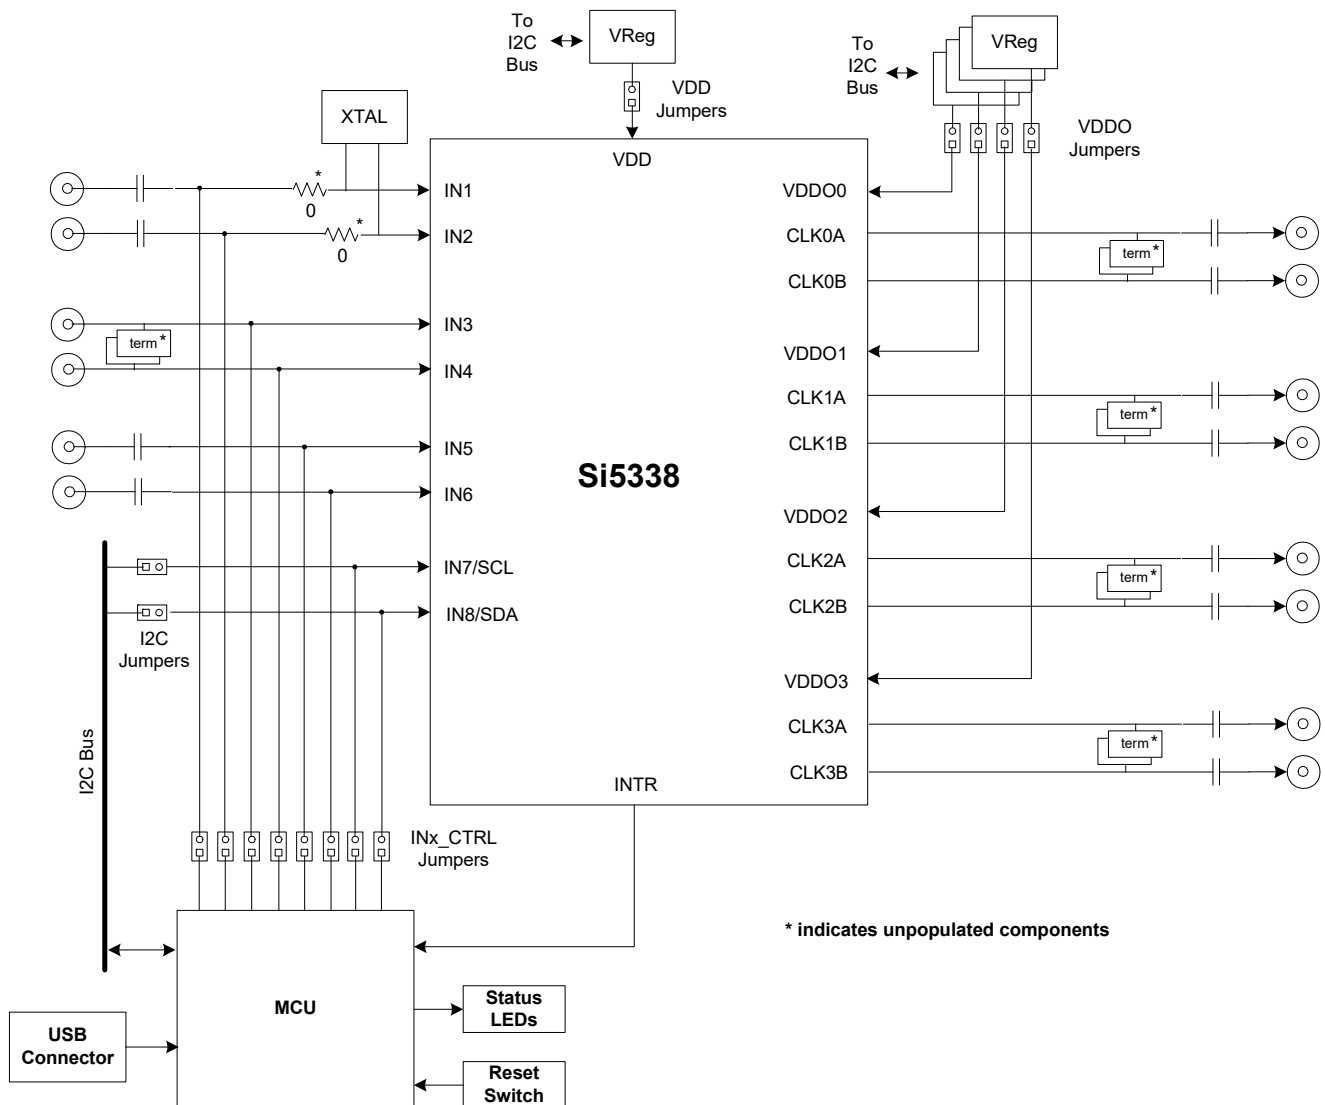 To
I2C
Bus
VReg
VDD
Jumpers
To
I2C
Bus
VReg
VDDO
Jumpers
XTAL
VDD
IN1
*
0
IN2
*
0
IN3
term *
IN4
IN5
IN6
IN7/SCL
IN8/SDA
I2C
Jumpers
I2C Bus
Si5338
VDDO0
CLK0A
term *
CLK0B
VDDO1
CLK1A
term *
CLK1B
VDDO2
CLK2A
term *
CLK2B
VDDO3
CLK3A
term *
CLK3B
INTR
INx_CTRL
Jumpers
* indicates unpopulated components
MCU
Status
LEDs
USB
Connector
Reset
Switch